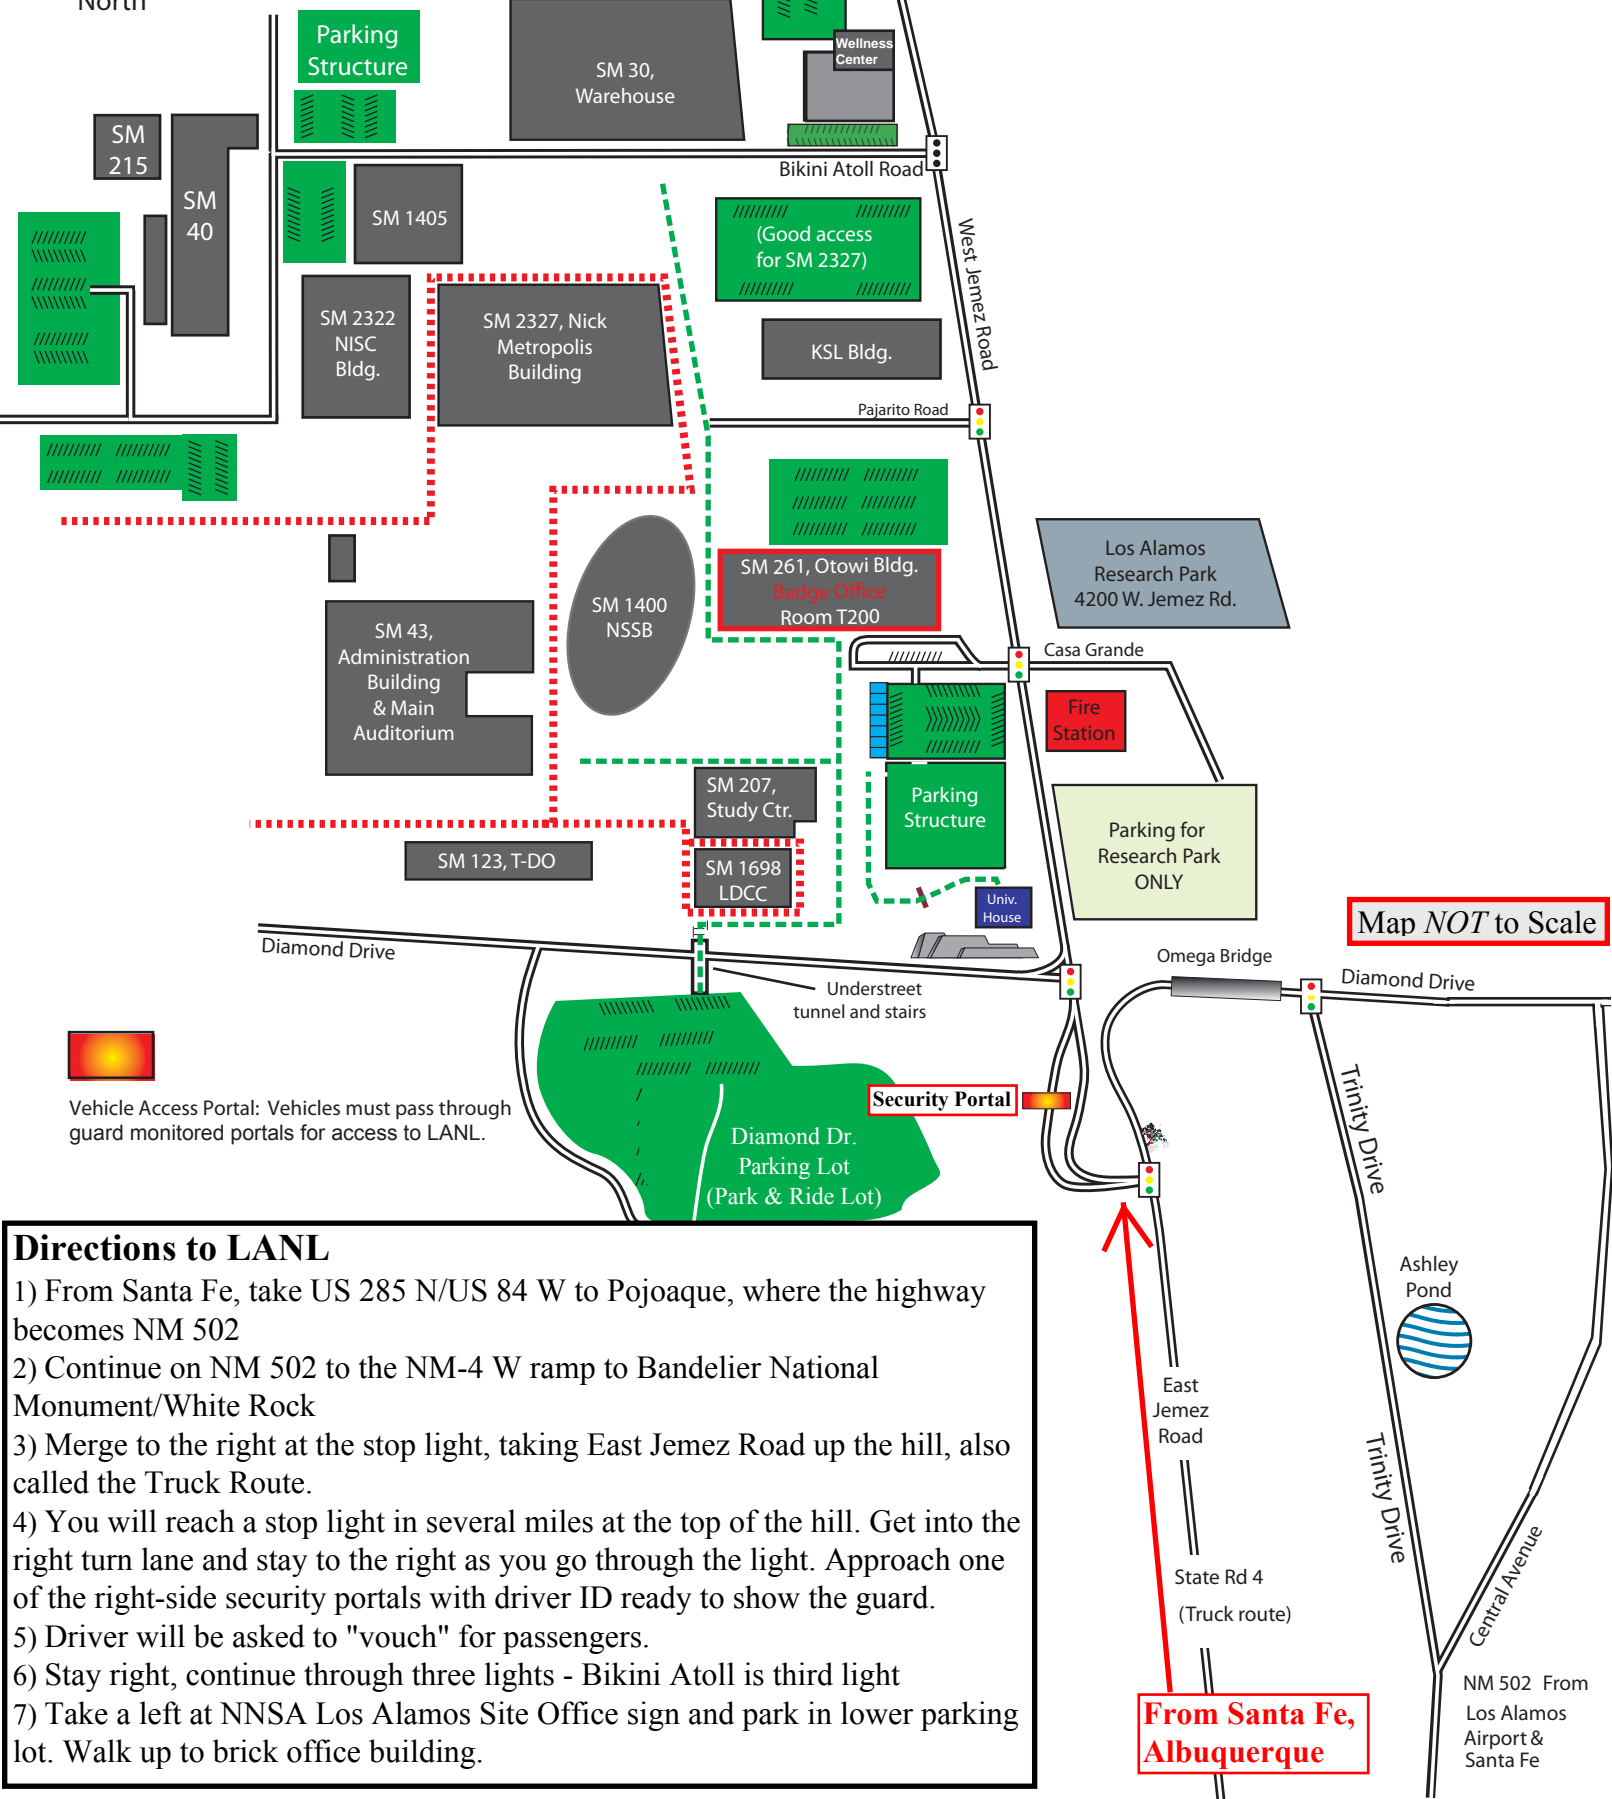 North
Parking
Structure
SM 30,
Warehouse
Wellness
Center
SM
215
SM
40
Bikini Atoll Road
SM 1405
(Good access
for SM 2327)
West Jemez Road
SM 2322
NISC
Bldg.
SM 2327, Nick
Metropolis
Building
KSL Bldg.
Pajarito Road
SM 261, Otowi Bldg.
Badge Office
Room T200
Los Alamos
Research Park
4200 W. Jemez Rd.
SM 1400
NSSB
SM 43,
Administration
Building
& Main
Auditorium
Casa Grande
Fire
Station
SM 207,
Study Ctr.
Parking
Structure
Parking for
Research Park
ONLY
SM 123, T-DO
SM 1698
LDCC
Univ.
House
Map NOT to Scale
Diamond Drive
Omega Bridge
Diamond Drive
Understreet
tunnel and stairs
Vehicle Access Portal: Vehicles must pass through
guard monitored portals for access to LANL.
Security Portal
Diamond Dr.
Parking Lot
(Park & Ride Lot)
Trinity Drive
Ashley
Pond
East
Jemez
Road
Trinity Drive
State Rd 4
(Truck route)
Central Avenue
NM 502 From
Los Alamos
Airport &
Santa Fe
From Santa Fe,
Albuquerque
Directions to LANL
1) From Santa Fe, take US 285 N/US 84 W to Pojoaque, where the highway
becomes NM 502
2) Continue on NM 502 to the NM-4 W ramp to Bandelier National
Monument/White Rock
3) Merge to the right at the stop light, taking East Jemez Road up the hill, also
called the Truck Route.
4) You will reach a stop light in several miles at the top of the hill. Get into the
right turn lane and stay to the right as you go through the light. Approach one
of the right-side security portals with driver ID ready to show the guard.
5) Driver will be asked to "vouch" for passengers.
6) Stay right, continue through three lights - Bikini Atoll is third light
7) Take a left at NNSA Los Alamos Site Office sign and park in lower parking
lot. Walk up to brick office building.